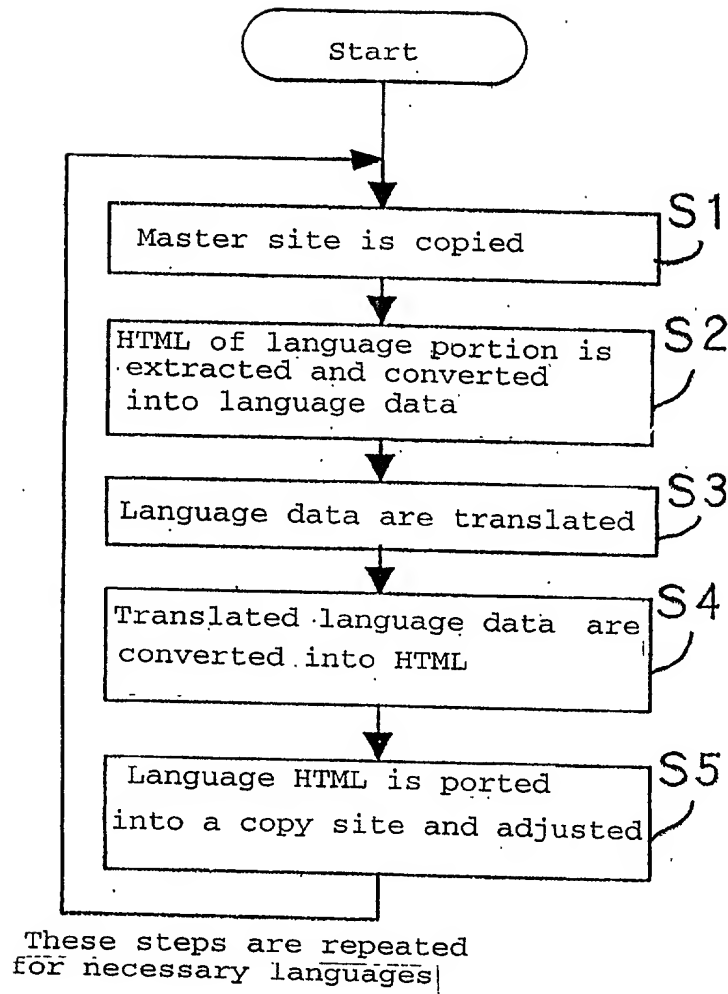 Start
S1
Master site is copied
S2
HTML of language portion is
extracted and converted
into language data
S3
Language data are translated
S4
Translated language data are
converted into HTML
S5
Language HTML is ported
into a copy site and adjusted
These steps are repeated
for necessary languages